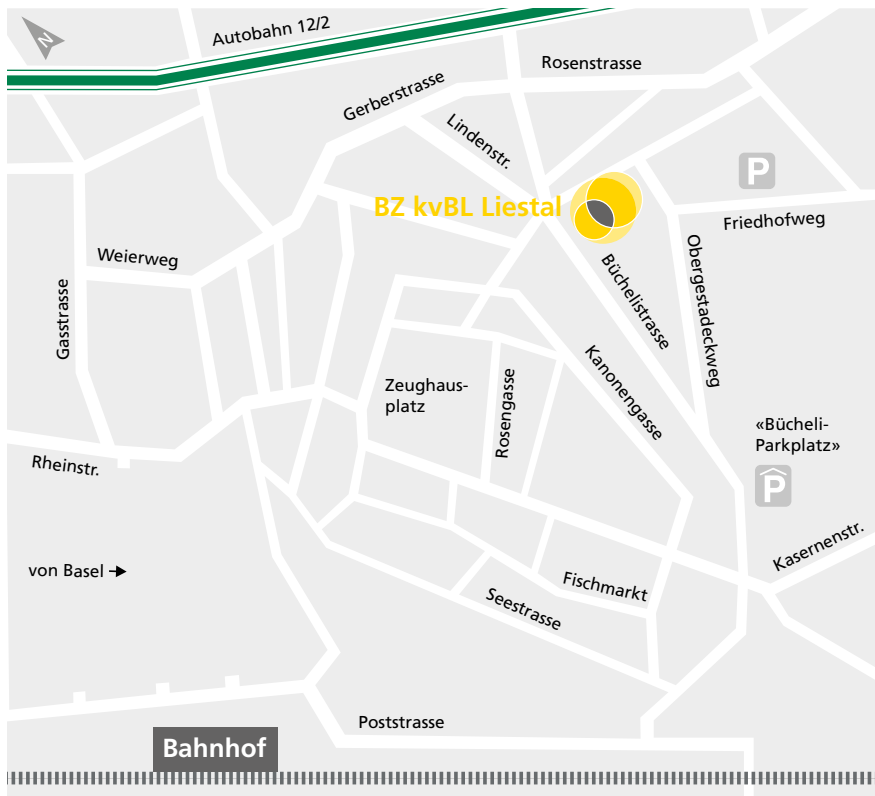 N
Autobahn 12/2
Rosenstrasse
Gerberstrasse
Lindenstr.
P
BZ kvBL Liestal
Friedhofweg
Weierweg
Gasstrasse
Büchelistrasse
Obergestadeckweg
Kanonengasse
Zeughaus-
platz
Rosengasse
«Bücheli-
Parkplatz»
P
Rheinstr.
Kasernenstr.
von Basel
Fischmarkt
Seestrasse
Poststrasse
Bahnhof